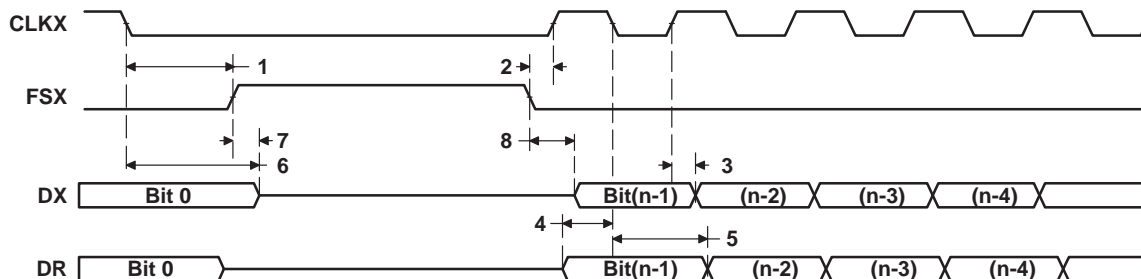 CLKX
1
2
FSX
7
8
6
3
DX
Bit 0
Bit(n-1)
(n-2)
(n-3)
(n-4)
4
5
DR
Bit 0
Bit(n-1)
(n-2)
(n-3)
(n-4)